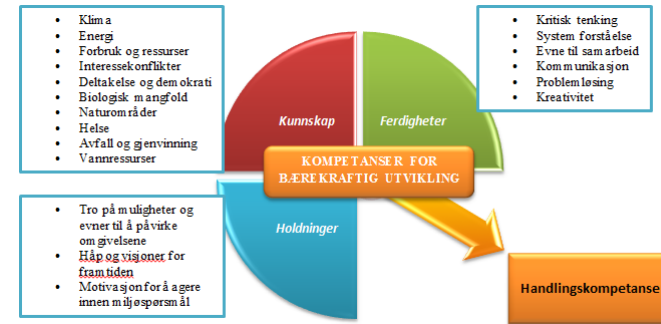 Klima
Energi
Forbruk og ressurser
Interessekonflikter
Deltakelse og demokrati
Biologisk mangfold
Naturområder
Helse
Avfall og gjenvinning
Vannressurser
Kritisk tenking
System forståelse
Evne til samarbeid
Kommunikasjon
Problemløsing
Kreativitet
Kunnskap
Ferdigheter
KOMPETANSER FOR
BÆREKRAFTIG UTVIKLING
Tro på muligheter og
evner til å påvirke
omgivelsene
Håp og visjoner for
framtiden
Motivasjon for å agere
innen miljøspørsmål
Holdninger
Handlingskompetanse